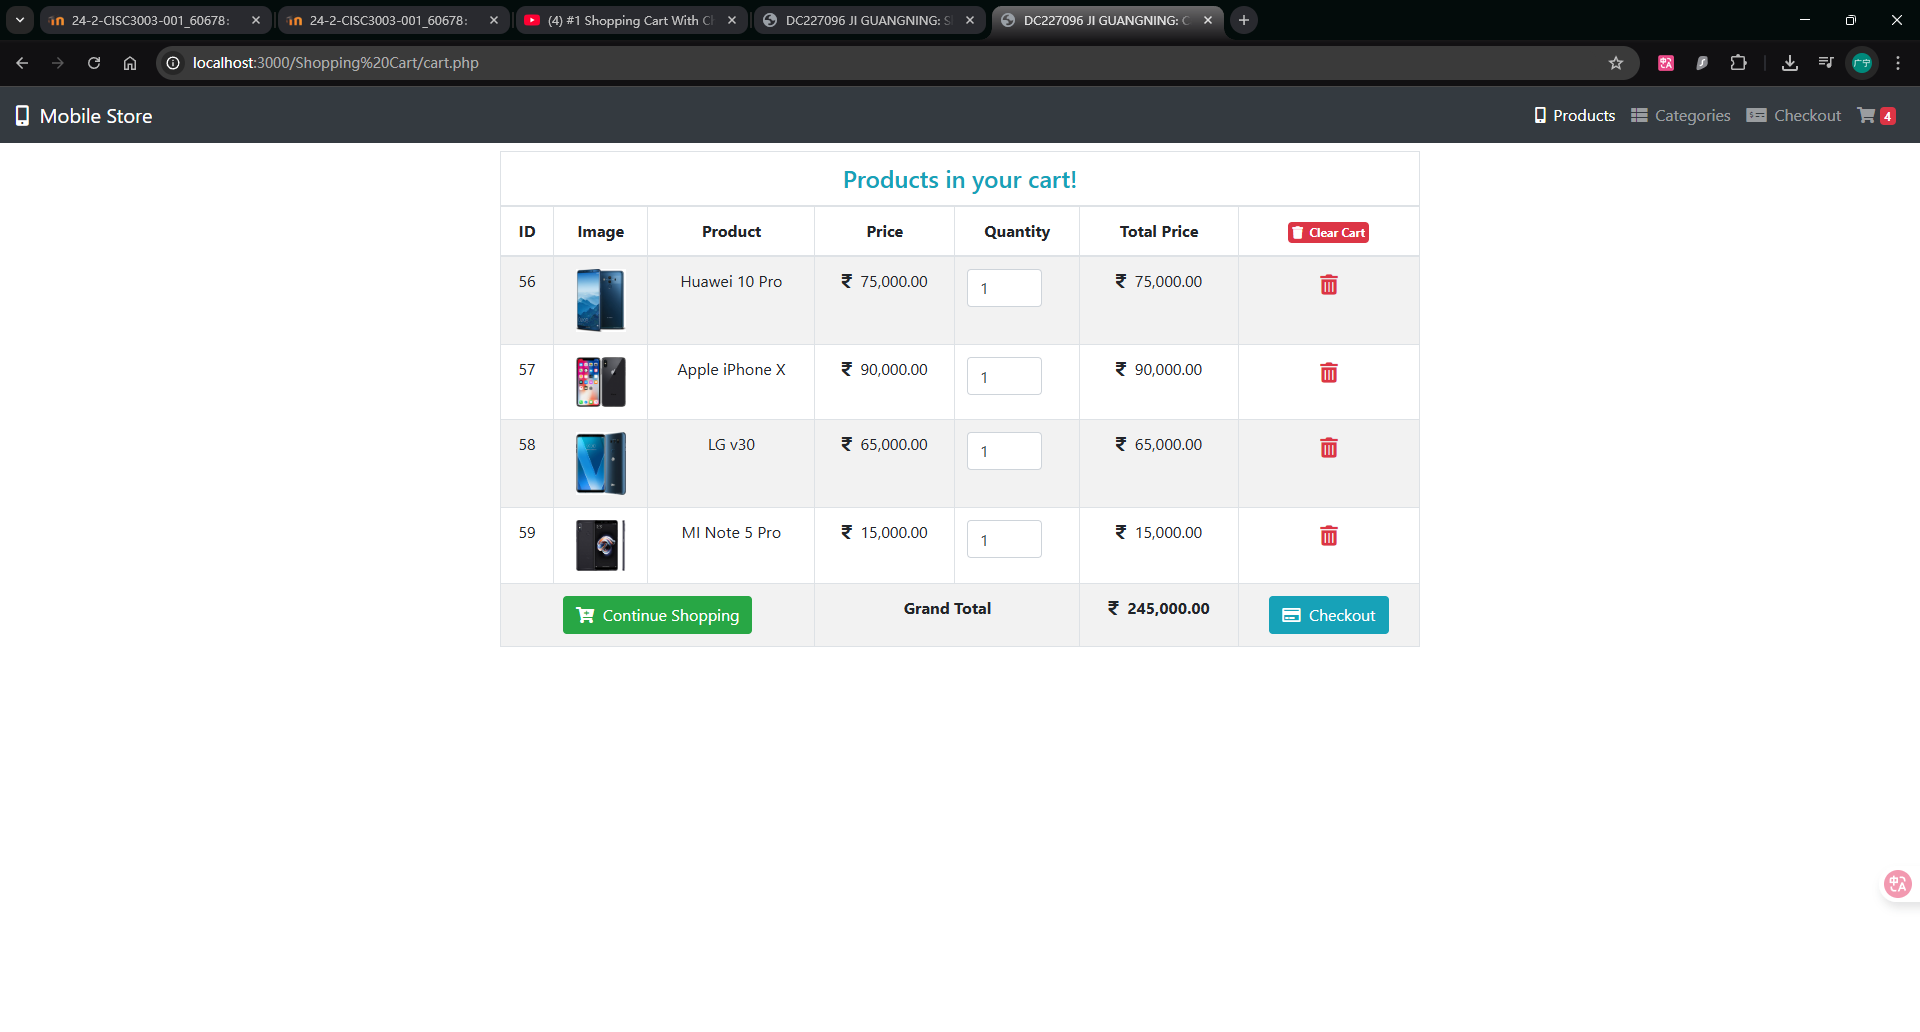 24-2-CISC3003-001_60678:
24-2-CISC3003-001_60678:
(4) #1 Shopping Cart With Cl
DC227096 JI GUANGNING: S
DC227096 JI GUANGNING: C
localhost:3000/Shopping%20Cart/cart.php
广宁
Mobile Store
Products
Categories
Checkout
4
Products in your cart!
ID Image Product Price Quantity Total Price Clear Cart
56 Huawei 10 Pro ₹ 75,000.00 1 ₹ 75,000.00
57 Apple iPhone X ₹ 90,000.00 1 ₹ 90,000.00
58 LG v30 ₹ 65,000.00 1 ₹ 65,000.00
59 MI Note 5 Pro ₹ 15,000.00 1 ₹ 15,000.00
Continue Shopping Grand Total ₹ 245,000.00 Checkout